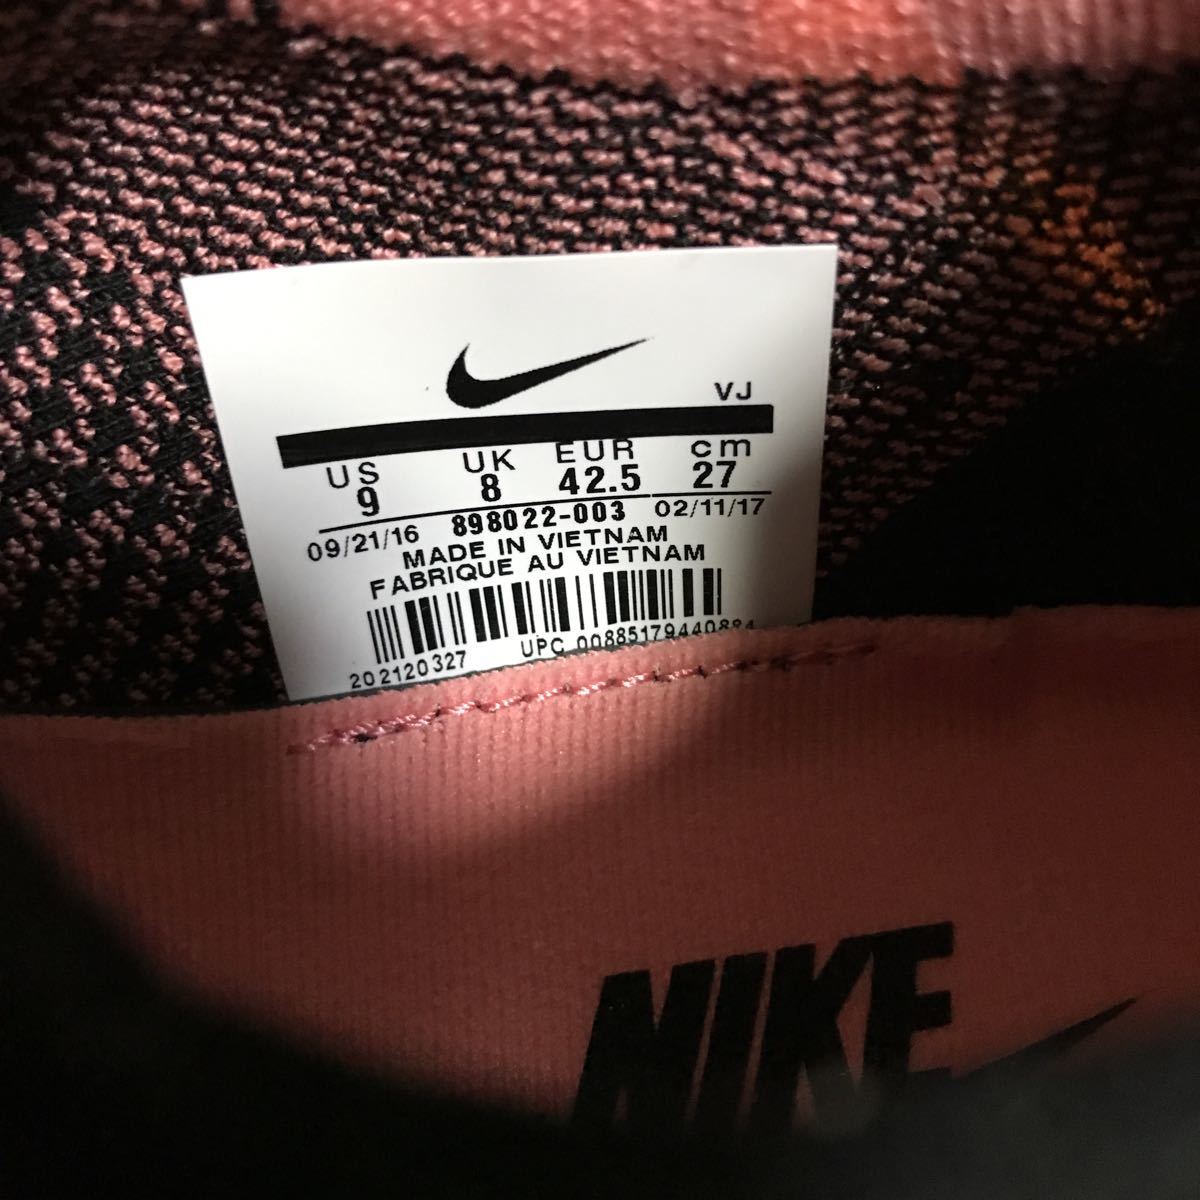 VJ
US UK EUR cm
9 8 42.5 27
09/21/16 898022-003 02/11/17
MADE IN VIETNAM
FABRIQUE AU VIETNAM
202120327 UPC 00885179440884
NIKE